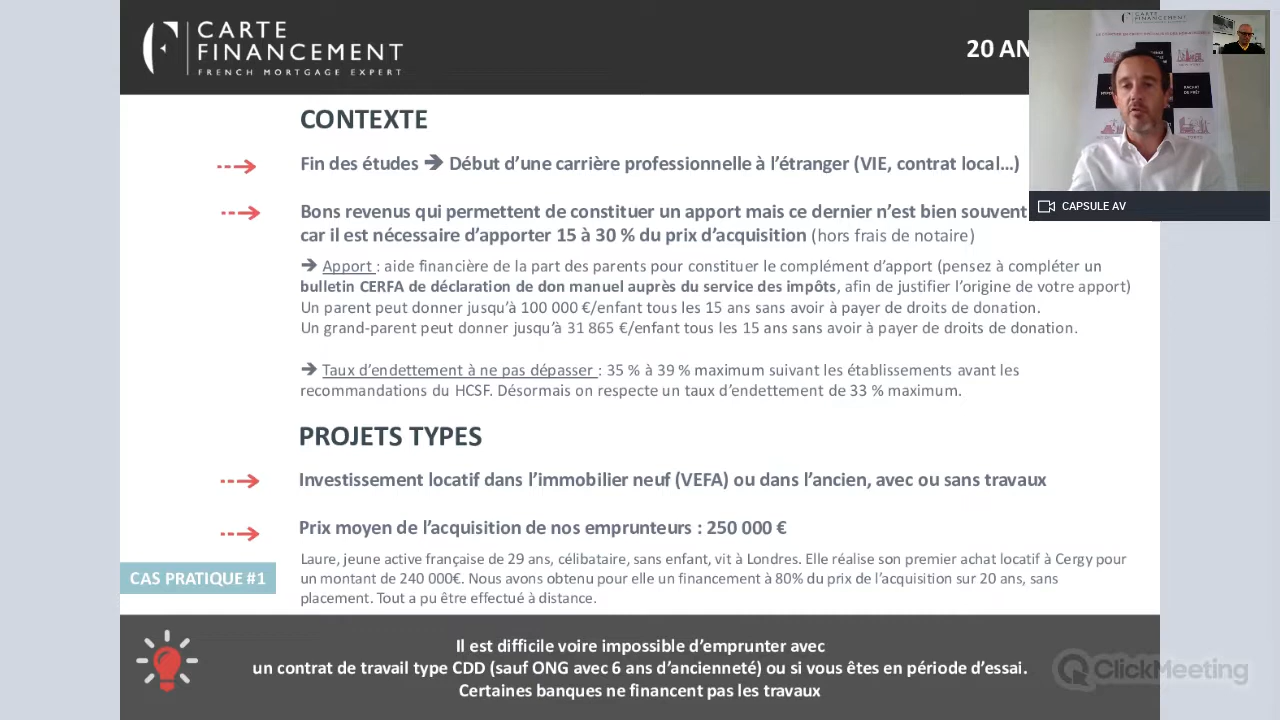 CARTE
FINANCEMENT
FRENCH MORTGAGE EXPERT
20 AN
CARTE
FINANCEMENT
RACHAT
DE PRÊT
CAPSULE AV
CONTEXTE
Fin des études ➔ Début d’une carrière professionnelle à l’étranger (VIE, contrat local…)
Bons revenus qui permettent de constituer un apport mais ce dernier n’est bien souvent
car il est nécessaire d’apporter 15 à 30 % du prix d’acquisition (hors frais de notaire)
➔ Apport : aide financière de la part des parents pour constituer le complément d’apport (pensez à compléter un
bulletin CERFA de déclaration de don manuel auprès du service des impôts, afin de justifier l’origine de votre apport)
Un parent peut donner jusqu’à 100 000 €/enfant tous les 15 ans sans avoir à payer de droits de donation.
Un grand-parent peut donner jusqu’à 31 865 €/enfant tous les 15 ans sans avoir à payer de droits de donation.
➔ Taux d’endettement à ne pas dépasser : 35 % à 39 % maximum suivant les établissements avant les
recommandations du HCSF. Désormais on respecte un taux d’endettement de 33 % maximum.
PROJETS TYPES
Investissement locatif dans l’immobilier neuf (VEFA) ou dans l’ancien, avec ou sans travaux
Prix moyen de l’acquisition de nos emprunteurs : 250 000 €
CAS PRATIQUE #1
Laure, jeune active française de 29 ans, célibataire, sans enfant, vit à Londres. Elle réalise son premier achat locatif à Cergy pour
un montant de 240 000€. Nous avons obtenu pour elle un financement à 80% du prix de l’acquisition sur 20 ans, sans
placement. Tout a pu être effectué à distance.
Il est difficile voire impossible d’emprunter avec
un contrat de travail type CDD (sauf ONG avec 6 ans d’ancienneté) ou si vous êtes en période d’essai.
Certaines banques ne financent pas les travaux
ClickMeeting